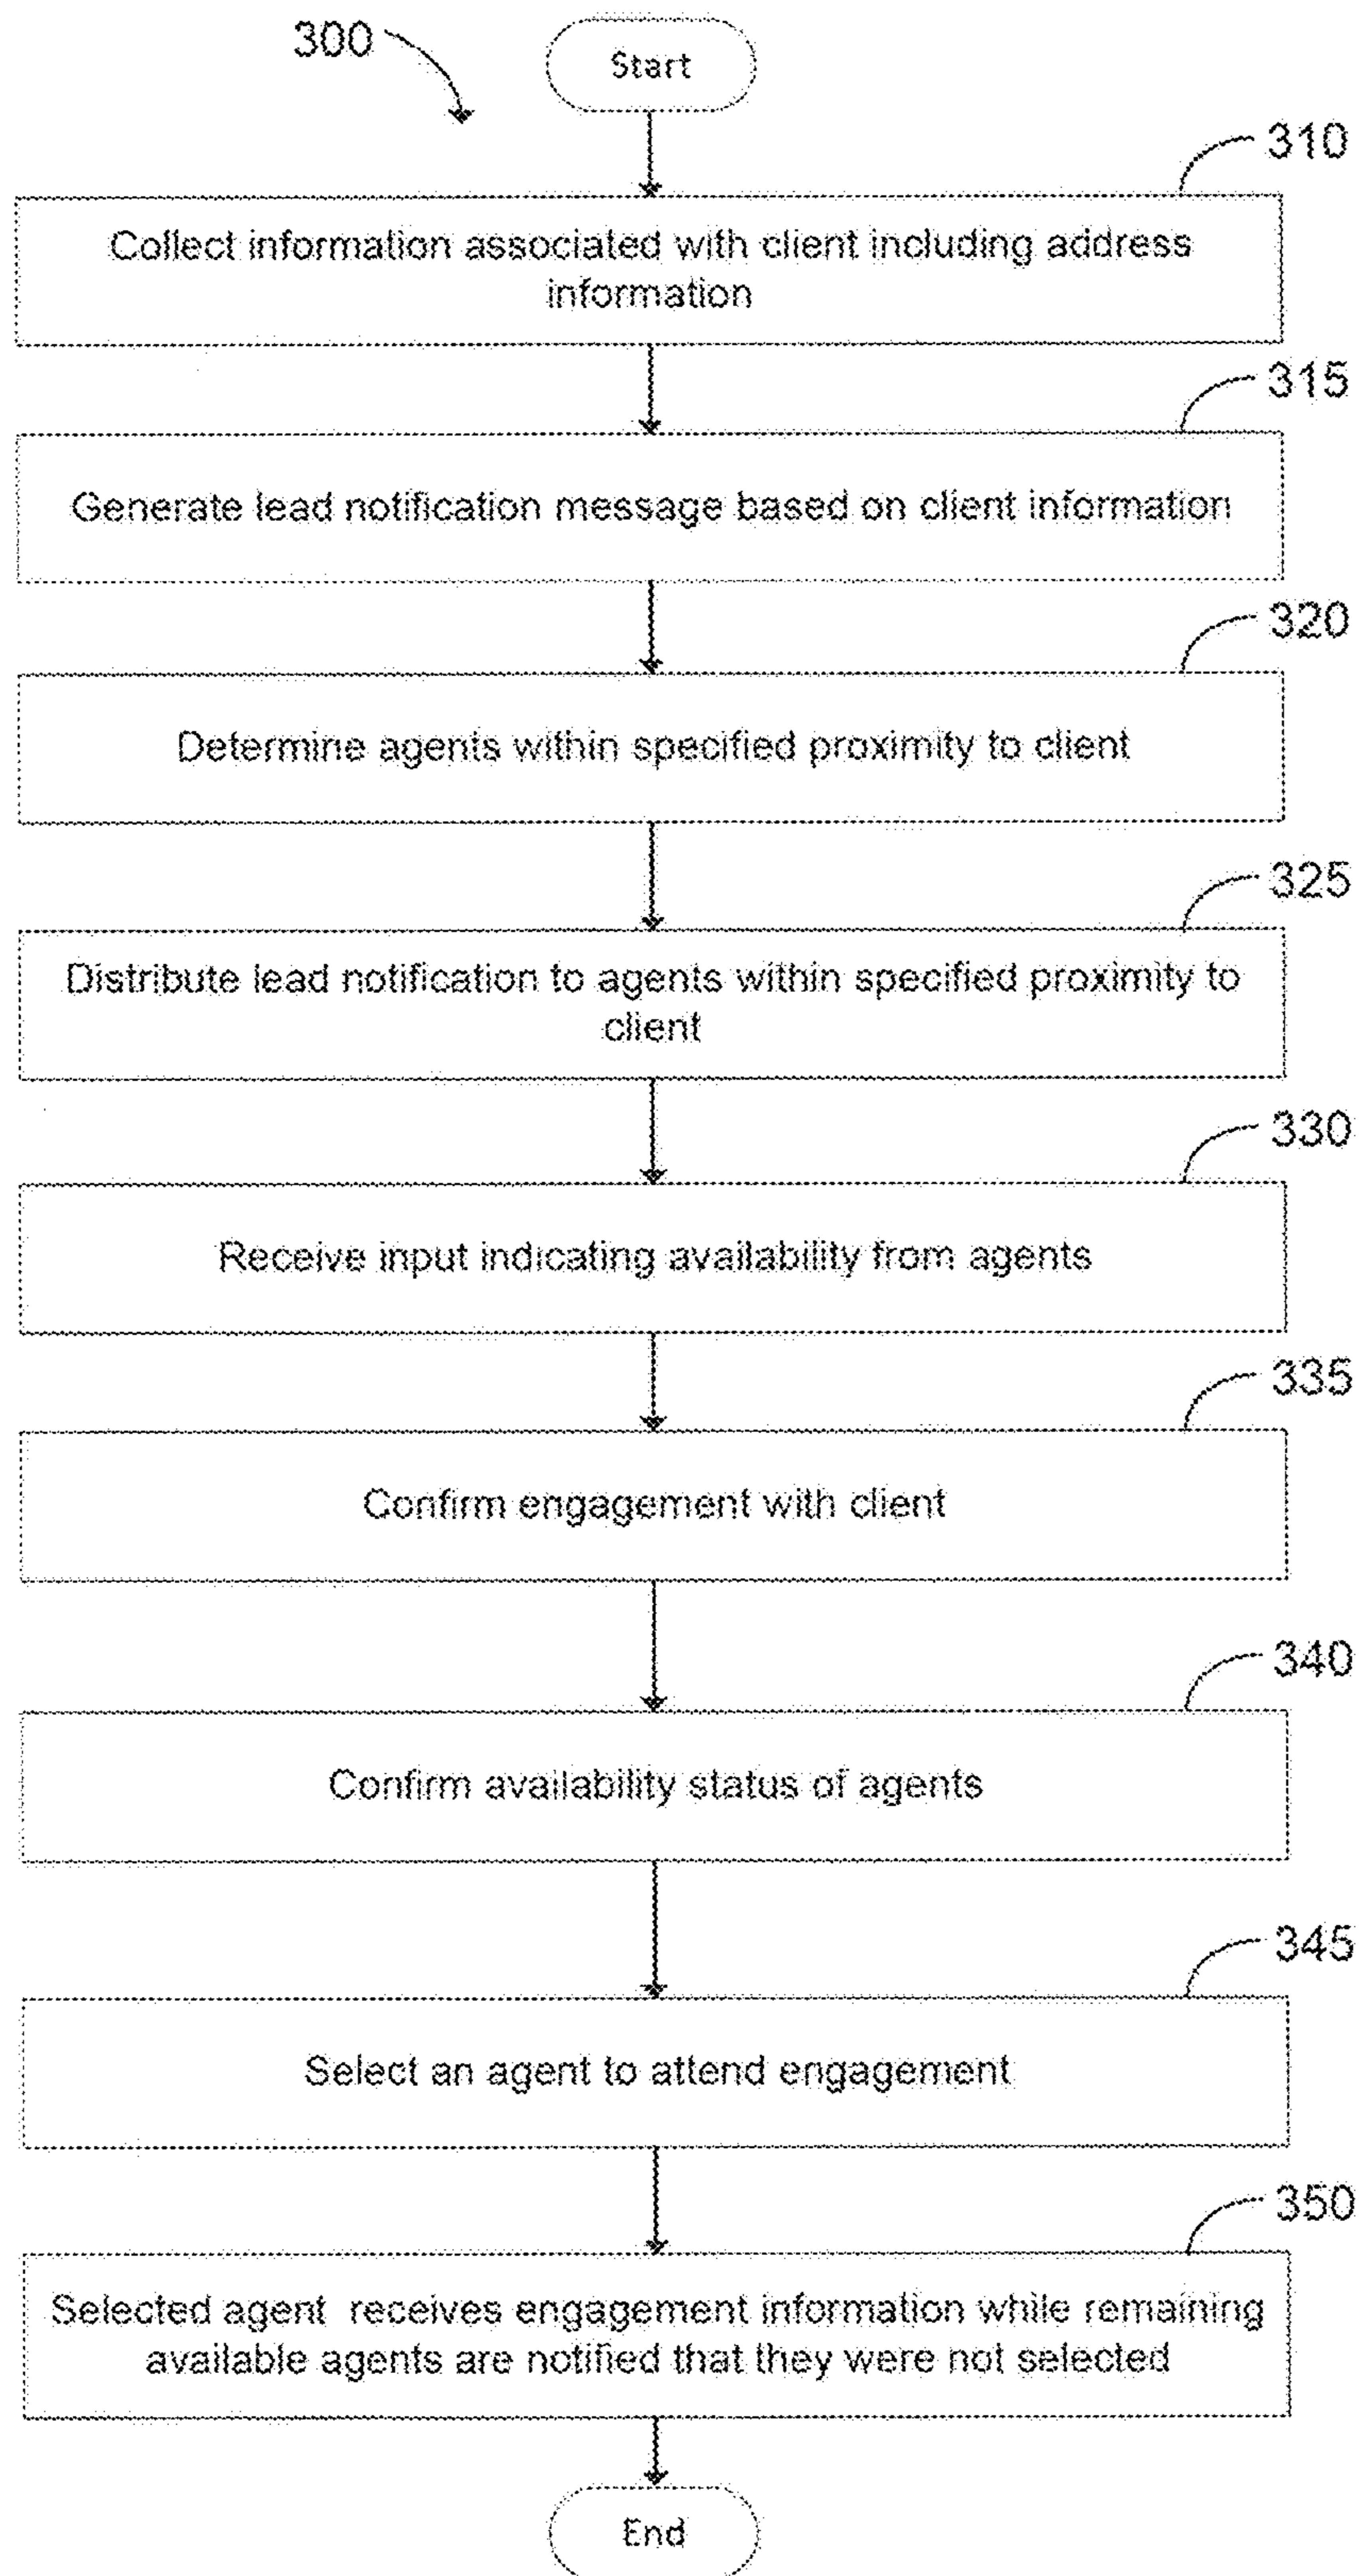 300
Start
310
Collect information associated with client including address
information
315
Generate lead notification message based on client information
320
Determine agents within specified proximity to client
325
Distribute lead notification to agents within specified proximity to
client
330
Receive input indicating availability from agents
335
Confirm engagement with client
340
Confirm availability status of agents
345
Select an agent to attend engagement
350
Selected agent receives engagement information while remaining
available agents are notified that they were not selected
End